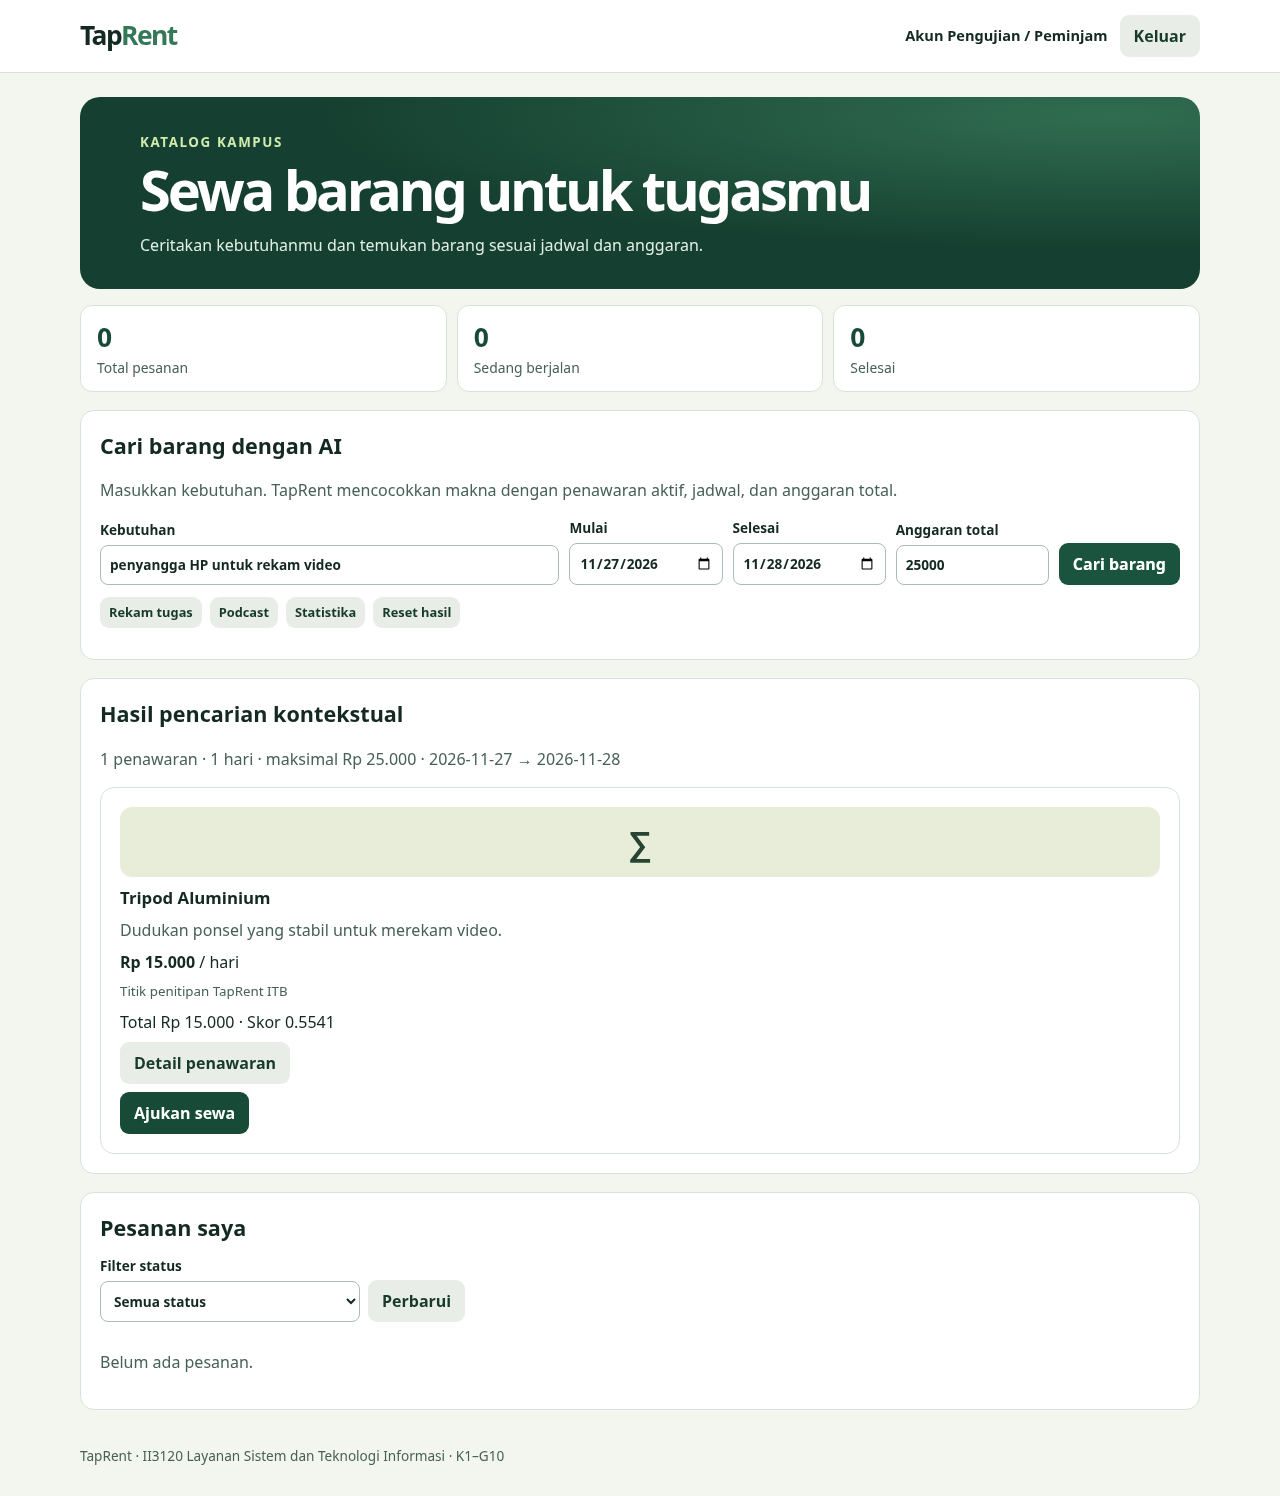 TapRent
Akun Pengujian / Peminjam
Keluar
KATALOG KAMPUS
Sewa barang untuk tugasmu
Ceritakan kebutuhanmu dan temukan barang sesuai jadwal dan anggaran.
0
Total pesanan
0
Sedang berjalan
0
Selesai
Cari barang dengan AI
Masukkan kebutuhan. TapRent mencocokkan makna dengan penawaran aktif, jadwal, dan anggaran total.
Kebutuhan
penyangga HP untuk rekam video
Mulai
11/27/2026
Selesai
11/28/2026
Anggaran total
25000
Cari barang
Rekam tugas
Podcast
Statistika
Reset hasil
Hasil pencarian kontekstual
1 penawaran · 1 hari · maksimal Rp 25.000 · 2026-11-27 → 2026-11-28
∑
Tripod Aluminium
Dudukan ponsel yang stabil untuk merekam video.
Rp 15.000 / hari
Titik penitipan TapRent ITB
Total Rp 15.000 · Skor 0.5541
Detail penawaran
Ajukan sewa
Pesanan saya
Filter status
Semua status
Perbarui
Belum ada pesanan.
TapRent · II3120 Layanan Sistem dan Teknologi Informasi · K1–G10